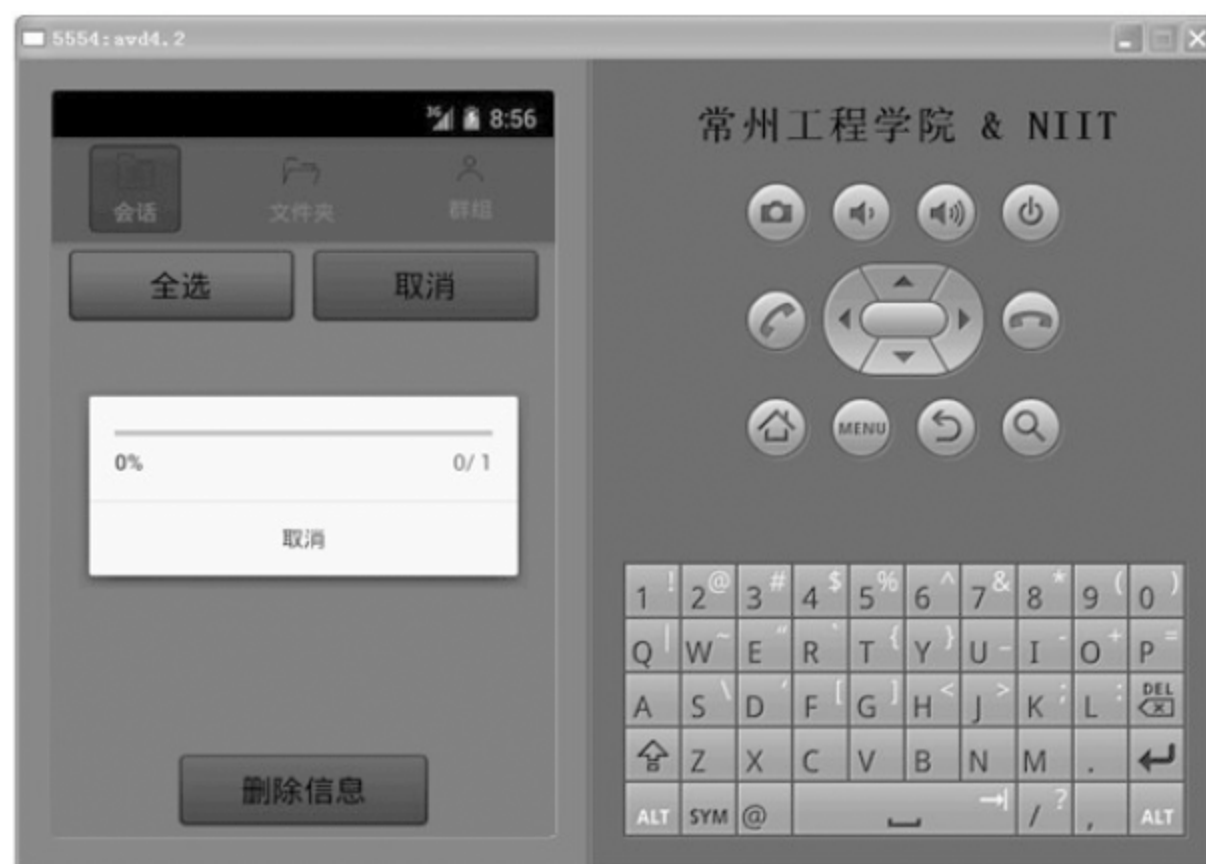 5554:avd4.2
3G 8:56
会话 文件夹 群组
全选 取消
0% 0/ 1
取消
删除信息
常州工程学院 & NIIT
MENU
1 ! 2 @ 3 # 4 $ 5 % 6 ^ 7 & 8 * 9 ( 0 )
Q | W ~ E " R ` T { Y } U _ I - O + P =
A S \ D ' F [ G ] H < J > K ; L : DEL
Z X C V B N M .
ALT SYM @ / ? , ALT